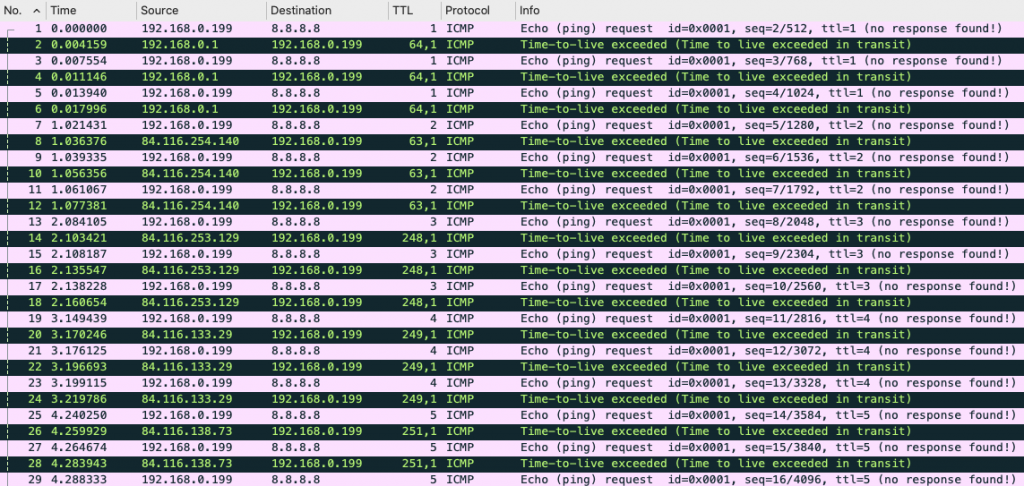 No. Time Source Destination TTL Protocol Info
1 0.000000 192.168.0.199 8.8.8.8 1 ICMP Echo (ping) request id=0x0001, seq=2/512, ttl=1 (no response found!)
2 0.004159 192.168.0.1 192.168.0.199 64,1 ICMP Time-to-live exceeded (Time to live exceeded in transit)
3 0.007554 192.168.0.199 8.8.8.8 1 ICMP Echo (ping) request id=0x0001, seq=3/768, ttl=1 (no response found!)
4 0.011146 192.168.0.1 192.168.0.199 64,1 ICMP Time-to-live exceeded (Time to live exceeded in transit)
5 0.013940 192.168.0.199 8.8.8.8 1 ICMP Echo (ping) request id=0x0001, seq=4/1024, ttl=1 (no response found!)
6 0.017996 192.168.0.1 192.168.0.199 64,1 ICMP Time-to-live exceeded (Time to live exceeded in transit)
7 1.021431 192.168.0.199 8.8.8.8 2 ICMP Echo (ping) request id=0x0001, seq=5/1280, ttl=2 (no response found!)
8 1.036376 84.116.254.140 192.168.0.199 63,1 ICMP Time-to-live exceeded (Time to live exceeded in transit)
9 1.039335 192.168.0.199 8.8.8.8 2 ICMP Echo (ping) request id=0x0001, seq=6/1536, ttl=2 (no response found!)
10 1.056356 84.116.254.140 192.168.0.199 63,1 ICMP Time-to-live exceeded (Time to live exceeded in transit)
11 1.061067 192.168.0.199 8.8.8.8 2 ICMP Echo (ping) request id=0x0001, seq=7/1792, ttl=2 (no response found!)
12 1.077381 84.116.254.140 192.168.0.199 63,1 ICMP Time-to-live exceeded (Time to live exceeded in transit)
13 2.084105 192.168.0.199 8.8.8.8 3 ICMP Echo (ping) request id=0x0001, seq=8/2048, ttl=3 (no response found!)
14 2.103421 84.116.253.129 192.168.0.199 248,1 ICMP Time-to-live exceeded (Time to live exceeded in transit)
15 2.108187 192.168.0.199 8.8.8.8 3 ICMP Echo (ping) request id=0x0001, seq=9/2304, ttl=3 (no response found!)
16 2.135547 84.116.253.129 192.168.0.199 248,1 ICMP Time-to-live exceeded (Time to live exceeded in transit)
17 2.138228 192.168.0.199 8.8.8.8 3 ICMP Echo (ping) request id=0x0001, seq=10/2560, ttl=3 (no response found!)
18 2.160654 84.116.253.129 192.168.0.199 248,1 ICMP Time-to-live exceeded (Time to live exceeded in transit)
19 3.149439 192.168.0.199 8.8.8.8 4 ICMP Echo (ping) request id=0x0001, seq=11/2816, ttl=4 (no response found!)
20 3.170246 84.116.133.29 192.168.0.199 249,1 ICMP Time-to-live exceeded (Time to live exceeded in transit)
21 3.176125 192.168.0.199 8.8.8.8 4 ICMP Echo (ping) request id=0x0001, seq=12/3072, ttl=4 (no response found!)
22 3.196693 84.116.133.29 192.168.0.199 249,1 ICMP Time-to-live exceeded (Time to live exceeded in transit)
23 3.199115 192.168.0.199 8.8.8.8 4 ICMP Echo (ping) request id=0x0001, seq=13/3328, ttl=4 (no response found!)
24 3.219786 84.116.133.29 192.168.0.199 249,1 ICMP Time-to-live exceeded (Time to live exceeded in transit)
25 4.240250 192.168.0.199 8.8.8.8 5 ICMP Echo (ping) request id=0x0001, seq=14/3584, ttl=5 (no response found!)
26 4.259929 84.116.138.73 192.168.0.199 251,1 ICMP Time-to-live exceeded (Time to live exceeded in transit)
27 4.264674 192.168.0.199 8.8.8.8 5 ICMP Echo (ping) request id=0x0001, seq=15/3840, ttl=5 (no response found!)
28 4.283943 84.116.138.73 192.168.0.199 251,1 ICMP Time-to-live exceeded (Time to live exceeded in transit)
29 4.288333 192.168.0.199 8.8.8.8 5 ICMP Echo (ping) request id=0x0001, seq=16/4096, ttl=5 (no response found!)